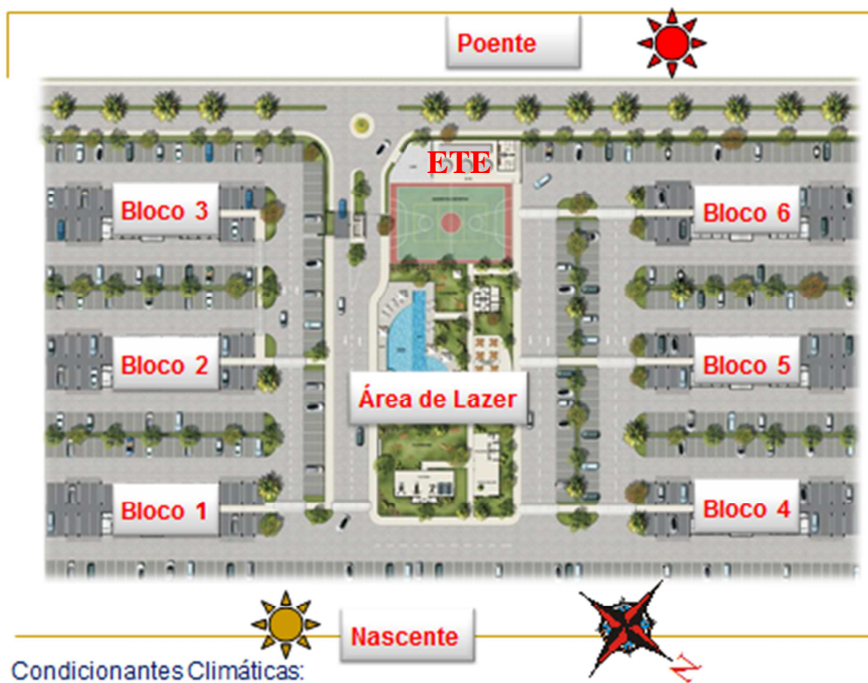 Poente
ETE
Bloco 3
Bloco 6
Bloco 2
Bloco 5
Área de Lazer
Bloco 1
Bloco 4
Nascente
N
Condicionantes Climáticas: